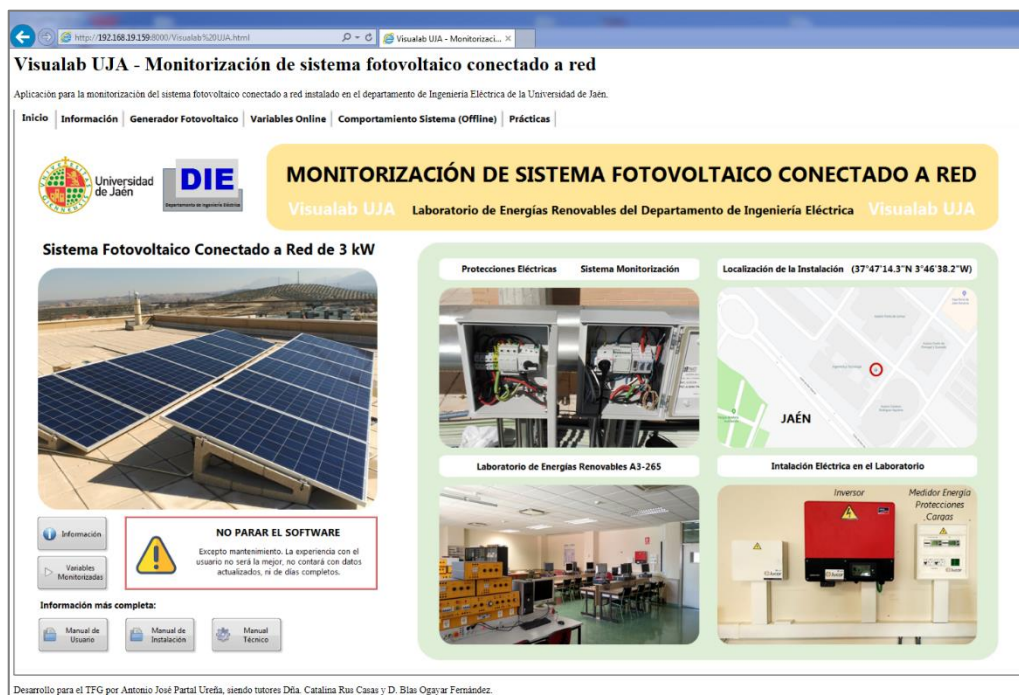 http://192.168.19.159:8000/Visualab%20UJA.html
Visualab UJA - Monitorizaci...
Visualab UJA - Monitorización de sistema fotovoltaico conectado a red
Aplicación para la monitorización del sistema fotovoltaico conectado a red instalado en el departamento de Ingeniería Eléctrica de la Universidad de Jaén.
Inicio Información Generador Fotovoltaico Variables Online Comportamiento Sistema (Offline) Prácticas
Universidad
de Jaén
DIE
Departamento de Ingeniería Eléctrica
MONITORIZACIÓN DE SISTEMA FOTOVOLTAICO CONECTADO A RED
Visualab UJA Laboratorio de Energías Renovables del Departamento de Ingeniería Eléctrica Visualab UJA
Sistema Fotovoltaico Conectado a Red de 3 kW
Protecciones Eléctricas Sistema Monitorización
Localización de la Instalación (37°47'14.3"N 3°46'38.2"W)
JAÉN
Laboratorio de Energías Renovables A3-265
Intalación Eléctrica en el Laboratorio
Inversor
Medidor Energía
Protecciones
Cargas
Información
Variables
Monitorizadas
NO PARAR EL SOFTWARE
Excepto mantenimiento. La experiencia con el
usuario no será la mejor, no contará con datos
actualizados, ni de días completos.
Información más completa:
Manual de
Usuario
Manual de
Instalación
Manual
Técnico
Desarrollo para el TFG por Antonio José Partal Ureña, siendo tutores Dña. Catalina Rus Casas y D. Blas Ogayar Fernández.